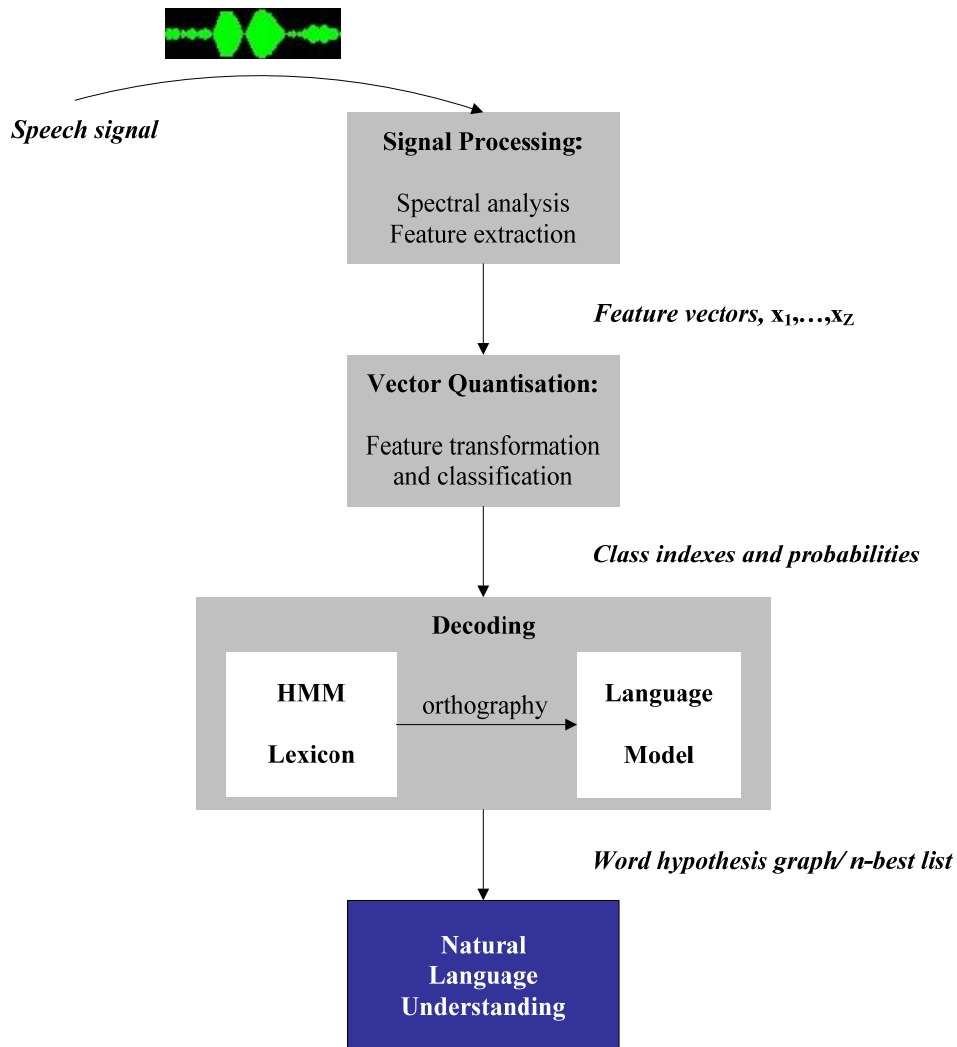 Speech signal
Signal Processing:
Spectral analysis
Feature extraction
Feature vectors, x₁,…,x_Z
Vector Quantisation:
Feature transformation
and classification
Class indexes and probabilities
Decoding
HMM
Lexicon
orthography
Language
Model
Word hypothesis graph/ n-best list
Natural
Language
Understanding